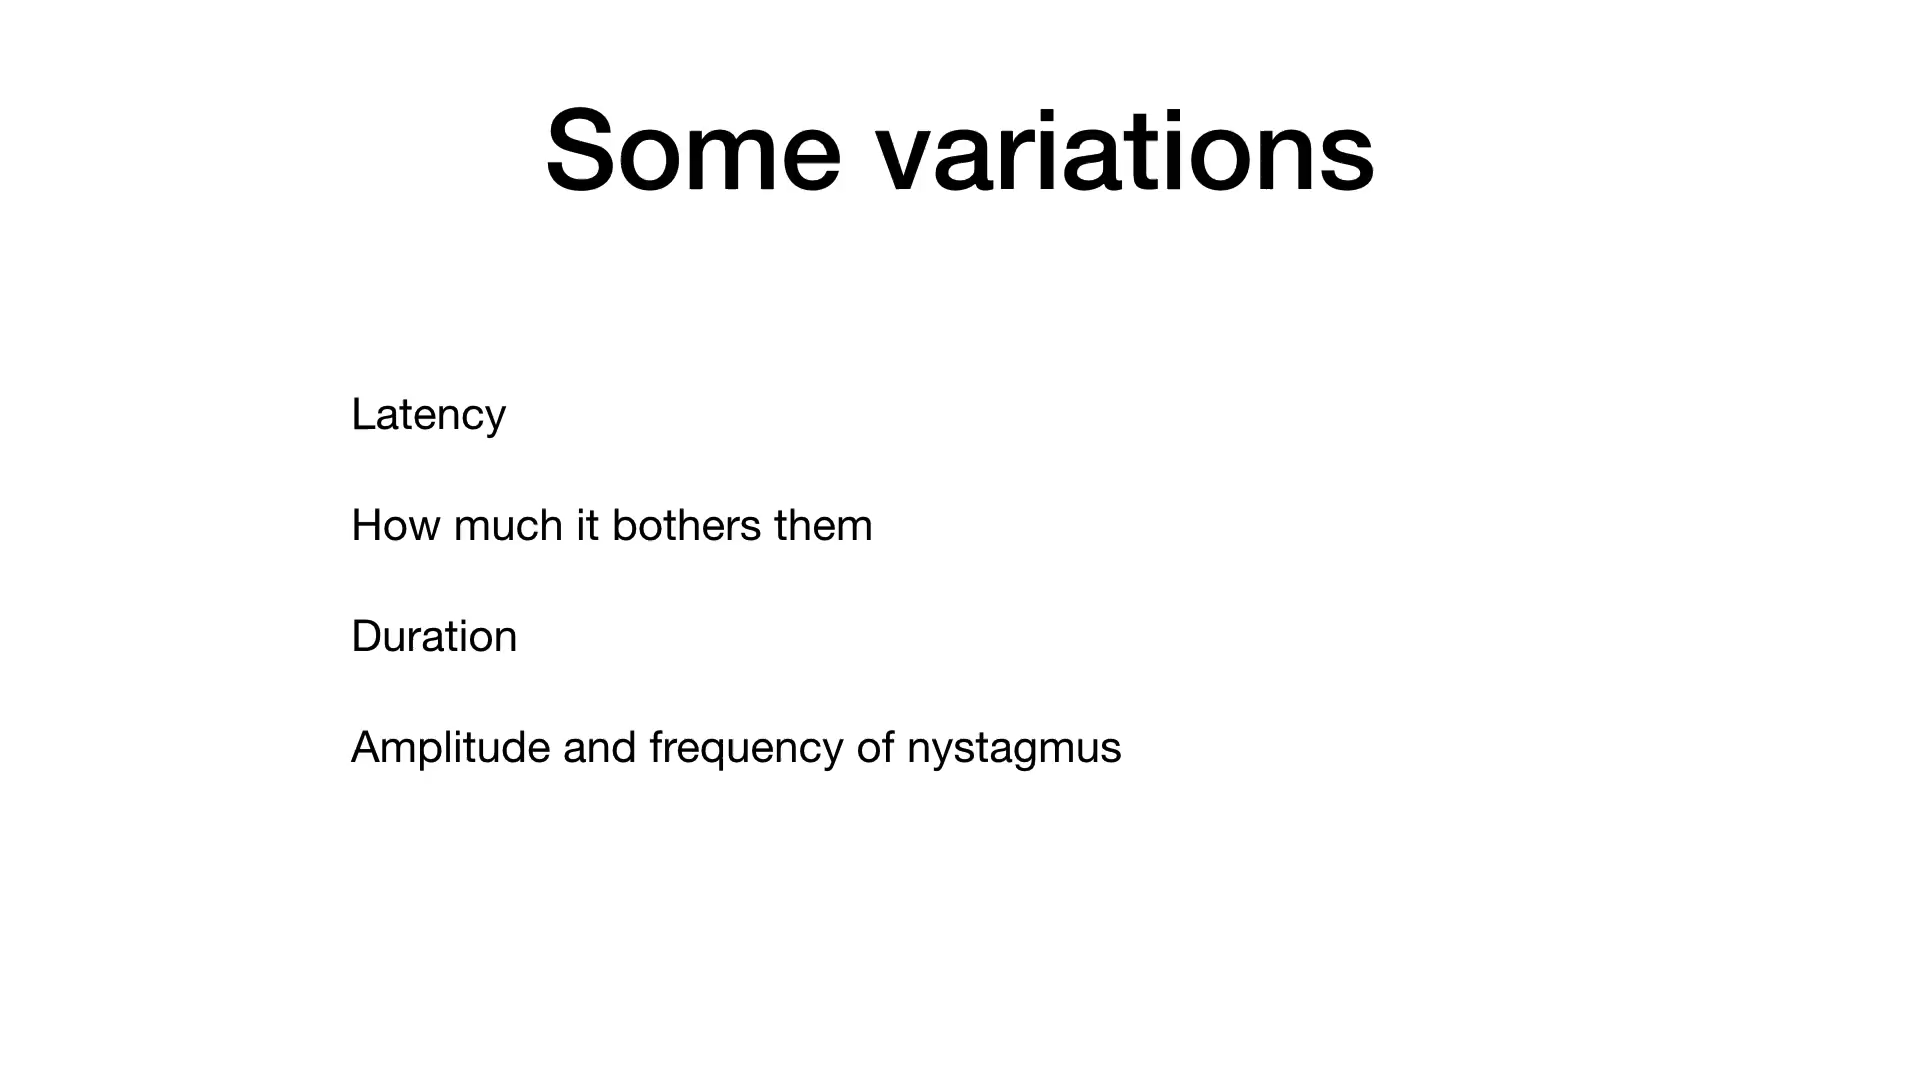 Some variations
Latency
How much it bothers them
Duration
Amplitude and frequency of nystagmus